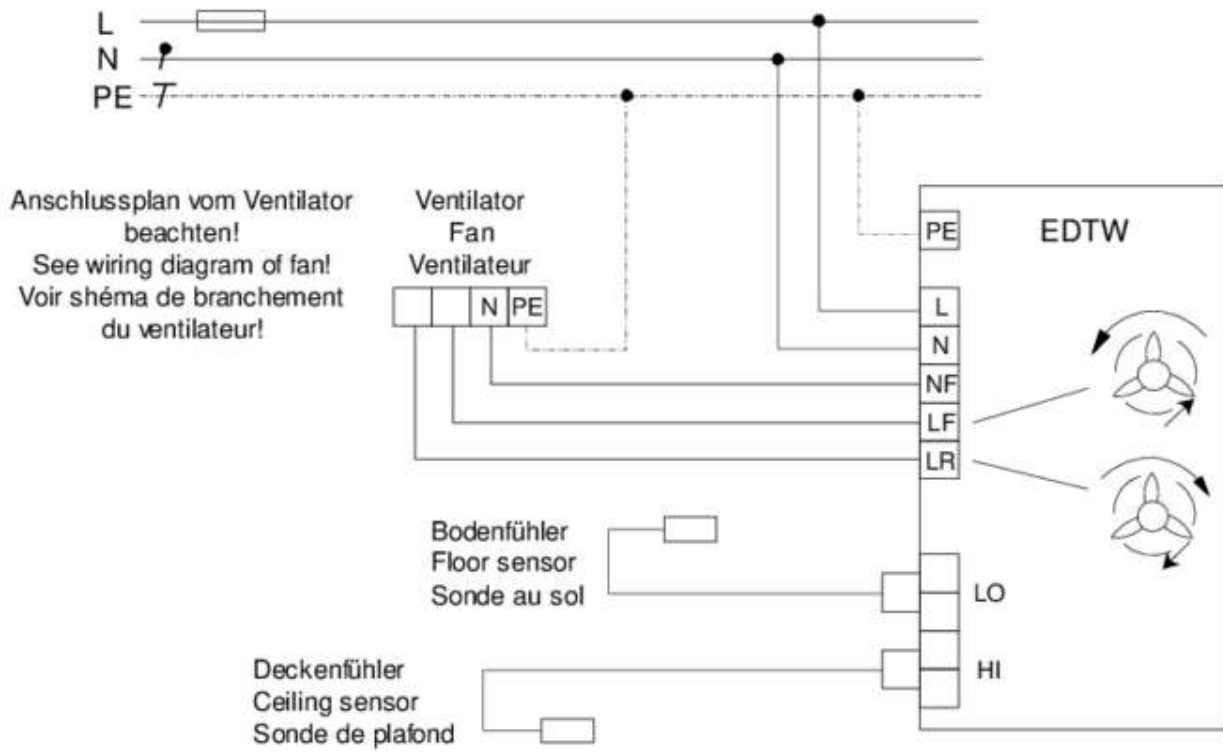 L
N
PE
Anschlussplan vom Ventilator
beachten!
See wiring diagram of fan!
Voir shéma de branchement
du ventilateur!
Ventilator
Fan
Ventilateur
N PE
EDTW
PE
L
N
NF
LF
LR
Bodenfühler
Floor sensor
Sonde au sol
LO
Deckenfühler
Ceiling sensor
Sonde de plafond
HI